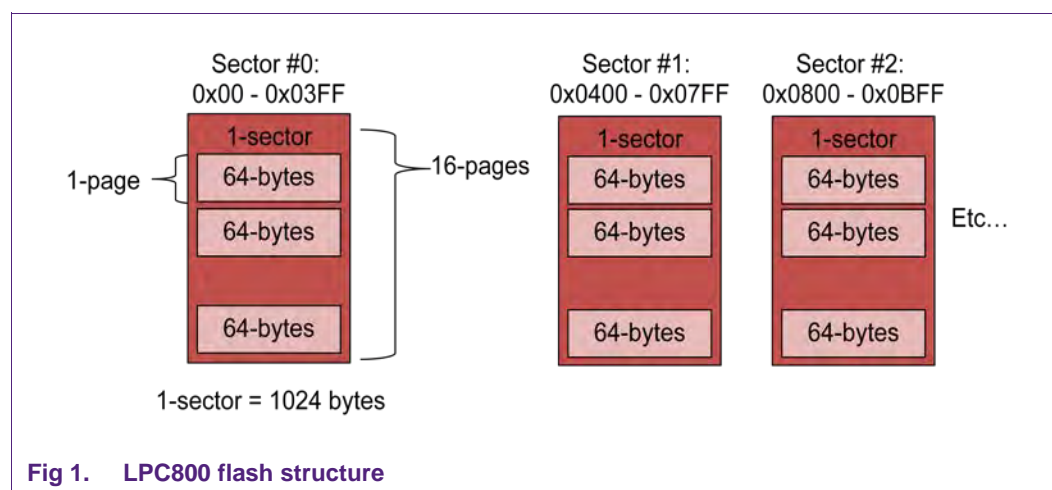 Sector #0:
0x00 - 0x03FF
Sector #1:
0x0400 - 0x07FF
Sector #2:
0x0800 - 0x0BFF
1-sector
1-sector
1-sector
1-page
64-bytes
16-pages
64-bytes
64-bytes
64-bytes
64-bytes
64-bytes
Etc...
64-bytes
64-bytes
64-bytes
1-sector = 1024 bytes
Fig 1. LPC800 flash structure